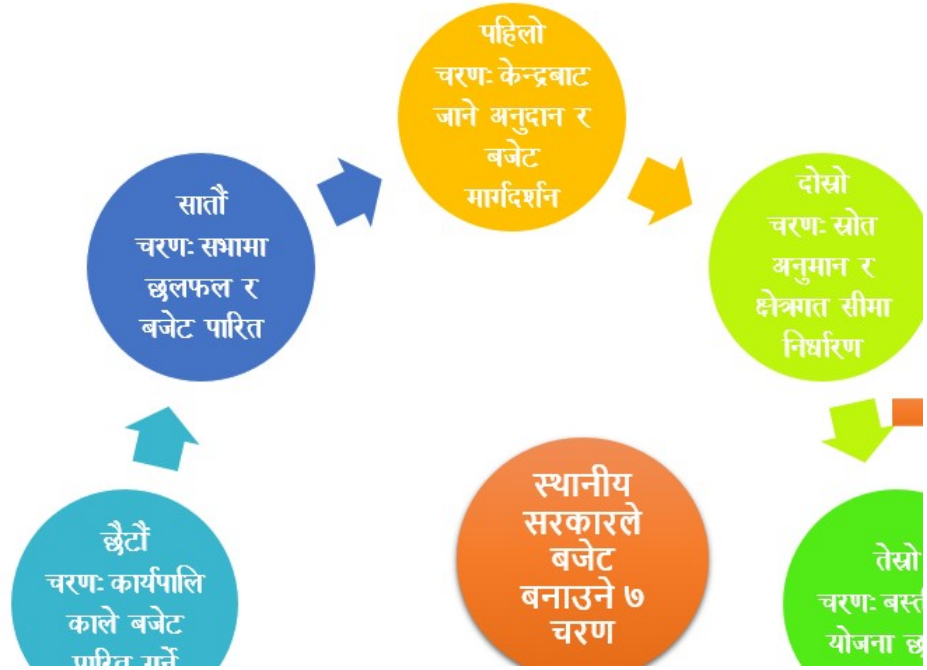 पहिलो
चरण: केन्द्रबाट
जाने अनुदान र
बजेट
मार्गदर्शन
दोस्रो
चरण: स्रोत
अनुमान र
क्षेत्रगत सीमा
निर्धारण
तेस्रो
चरण:
योजना
स्थानीय
सरकारले
बजेट
बनाउने ७
चरण
छैटौं
चरण: कार्यपालि
काले बजेट
पारित गर्ने
सातौं
चरण: सभामा
छलफल र
बजेट पारित